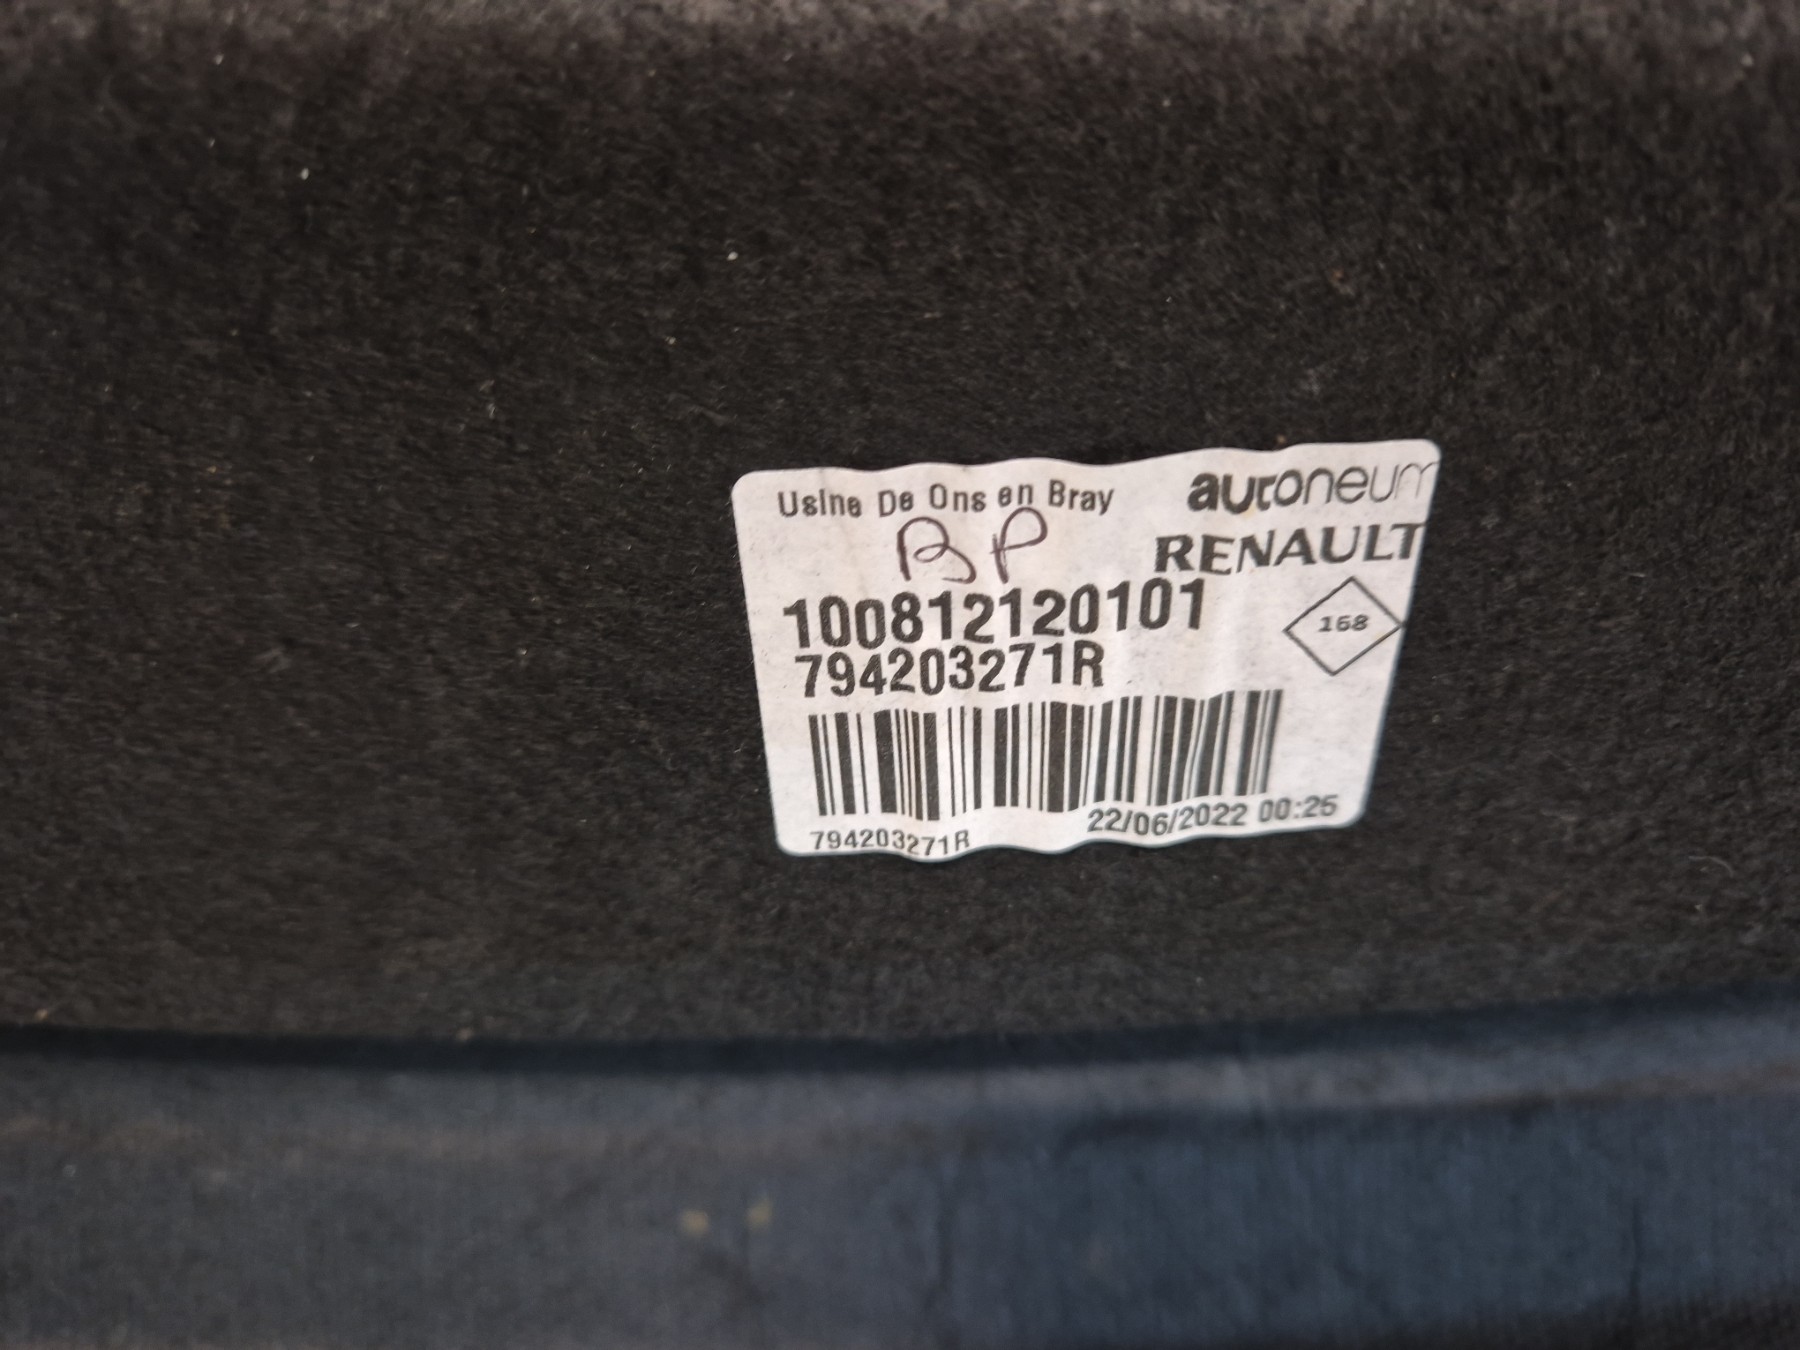 Usine De Ons en Bray
autoneum
BP
RENAULT
100812120101
168
794203271R
794203271R
22/06/2022 00:25